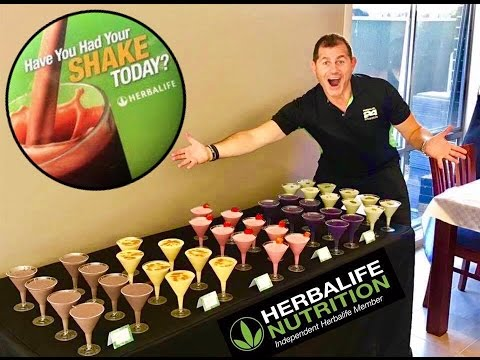 Have You Had Your
SHAKE
TODAY?
HERBALIFE
HERBALIFE
NUTRITION
Independent Herbalife Member